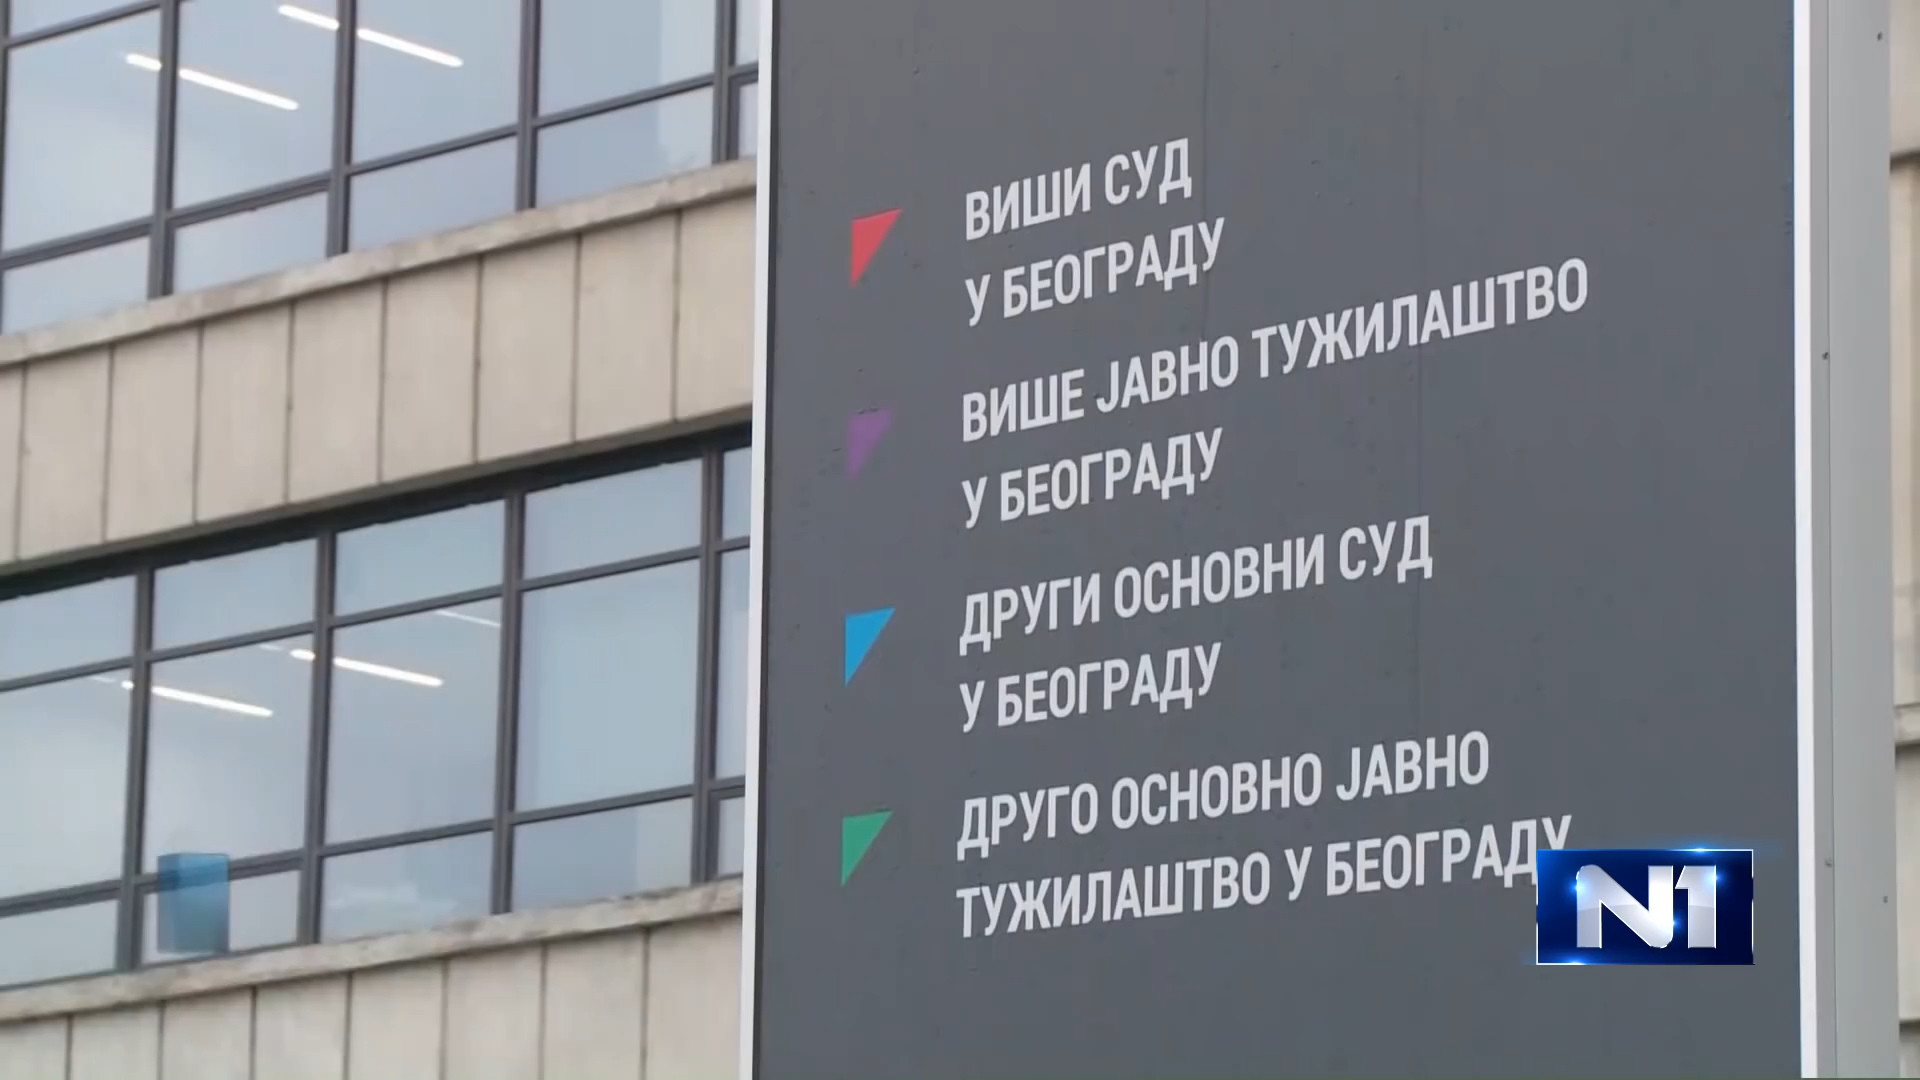 ВИШИ СУД
У БЕОГРАДУ
ВИШЕ ЈАВНО ТУЖИЛАШТВО
У БЕОГРАДУ
ДРУГИ ОСНОВНИ СУД
У БЕОГРАДУ
ДРУГО ОСНОВНО ЈАВНО
ТУЖИЛАШТВО У БЕОГРАДУ
N1